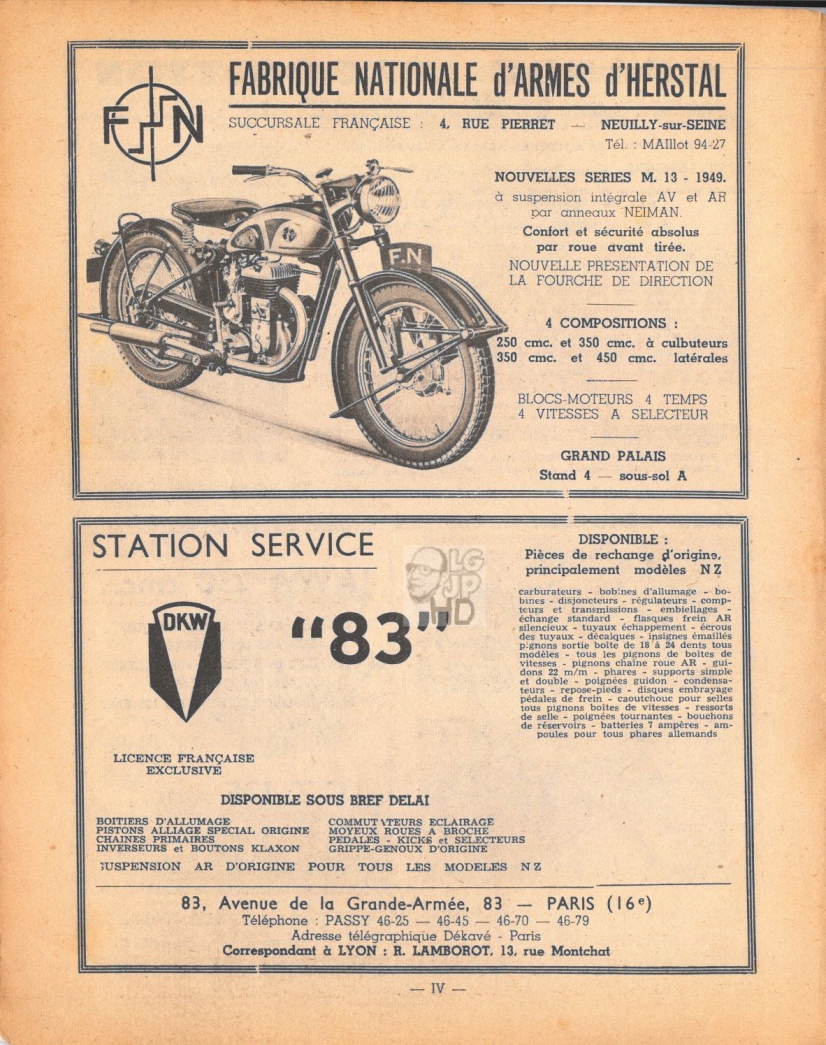 FN
FABRIQUE NATIONALE d'ARMES d'HERSTAL
SUCCURSALE FRANÇAISE : 4, RUE PIERRET — NEUILLY-sur-SEINE
Tél. : MAIllot 94-27
NOUVELLES SERIES M. 13 - 1949.
à suspension intégrale AV et AR
par anneaux NEIMAN.
Confort et sécurité absolus
par roue avant tirée.
NOUVELLE PRESENTATION DE
LA FOURCHE DE DIRECTION
F.N
4 COMPOSITIONS :
250 cmc. et 350 cmc. à culbuteurs
350 cmc. et 450 cmc. latérales
BLOCS-MOTEURS 4 TEMPS
4 VITESSES A SELECTEUR
GRAND PALAIS
Stand 4 — sous-sol A
STATION SERVICE
DKW
"83"
LG
JP
HD
LICENCE FRANÇAISE
EXCLUSIVE
DISPONIBLE :
Pièces de rechange d'origine,
principalement modèles NZ
carburateurs - bobines d'allumage - bo-
bines - disjoncteurs - régulateurs - comp-
teurs et transmissions - embiellages -
échange standard - flasques frein AR
silencieux - tuyaux échappement - écrous
des tuyaux - décalques - insignes émaillés
pignons sortie boîte de 18 à 24 dents tous
modèles - tous les pignons de boîtes de
vitesses - pignons chaîne roue AR - gui-
dons 22 m/m - phares - supports simple
et double - poignées guidon - condensa-
teurs - repose-pieds - disques embrayage
pédales de frein - caoutchouc pour selles
tous pignons boîtes de vitesses - ressorts
de selle - poignées tournantes - bouchons
de réservoirs - batteries 7 ampères - am-
poules pour tous phares allemands
DISPONIBLE SOUS BREF DELAI
BOITIERS D'ALLUMAGE
PISTONS ALLIAGE SPECIAL ORIGINE
CHAINES PRIMAIRES
INVERSEURS et BOUTONS KLAXON
COMMUTATEURS ECLAIRAGE
MOYEUX ROUES A BROCHE
PEDALES - KICKS et SELECTEURS
GRIPPE-GENOUX D'ORIGINE
SUSPENSION AR D'ORIGINE POUR TOUS LES MODELES NZ
83, Avenue de la Grande-Armée, 83 — PARIS (16e)
Téléphone : PASSY 46-25 — 46-45 — 46-70 — 46-79
Adresse télégraphique Dékavé - Paris
Correspondant à LYON : R. LAMBOROT, 13, rue Montchat
— IV —